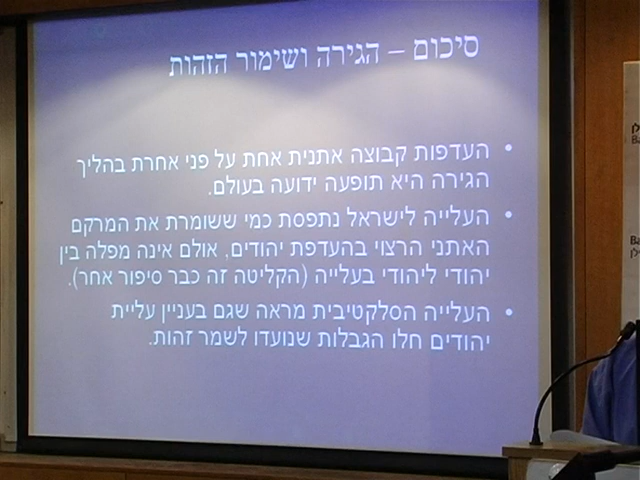 סיכום – הגירה ושימור הזהות
• העדפות קבוצה אתנית אחת על פני אחרת בהליך
הגירה היא תופעה ידועה בעולם.
• העלייה לישראל נתפסת כמי ששומרת את המרקם
האתני הרצוי בהעדפת יהודים, אולם אינה מפלה בין
יהודי ליהודי בעלייה (הקליטה זה כבר סיפור אחר).
• העלייה הסלקטיבית מראה שגם בעניין עליית
יהודים חלו הגבלות שנועדו לשמר זהות.